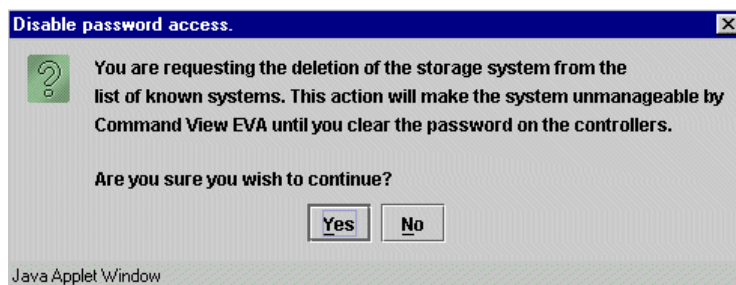 Disable password access.
You are requesting the deletion of the storage system from the
list of known systems. This action will make the system unmanageable by
Command View EVA until you clear the password on the controllers.
Are you sure you wish to continue?
Yes No
Java Applet Window